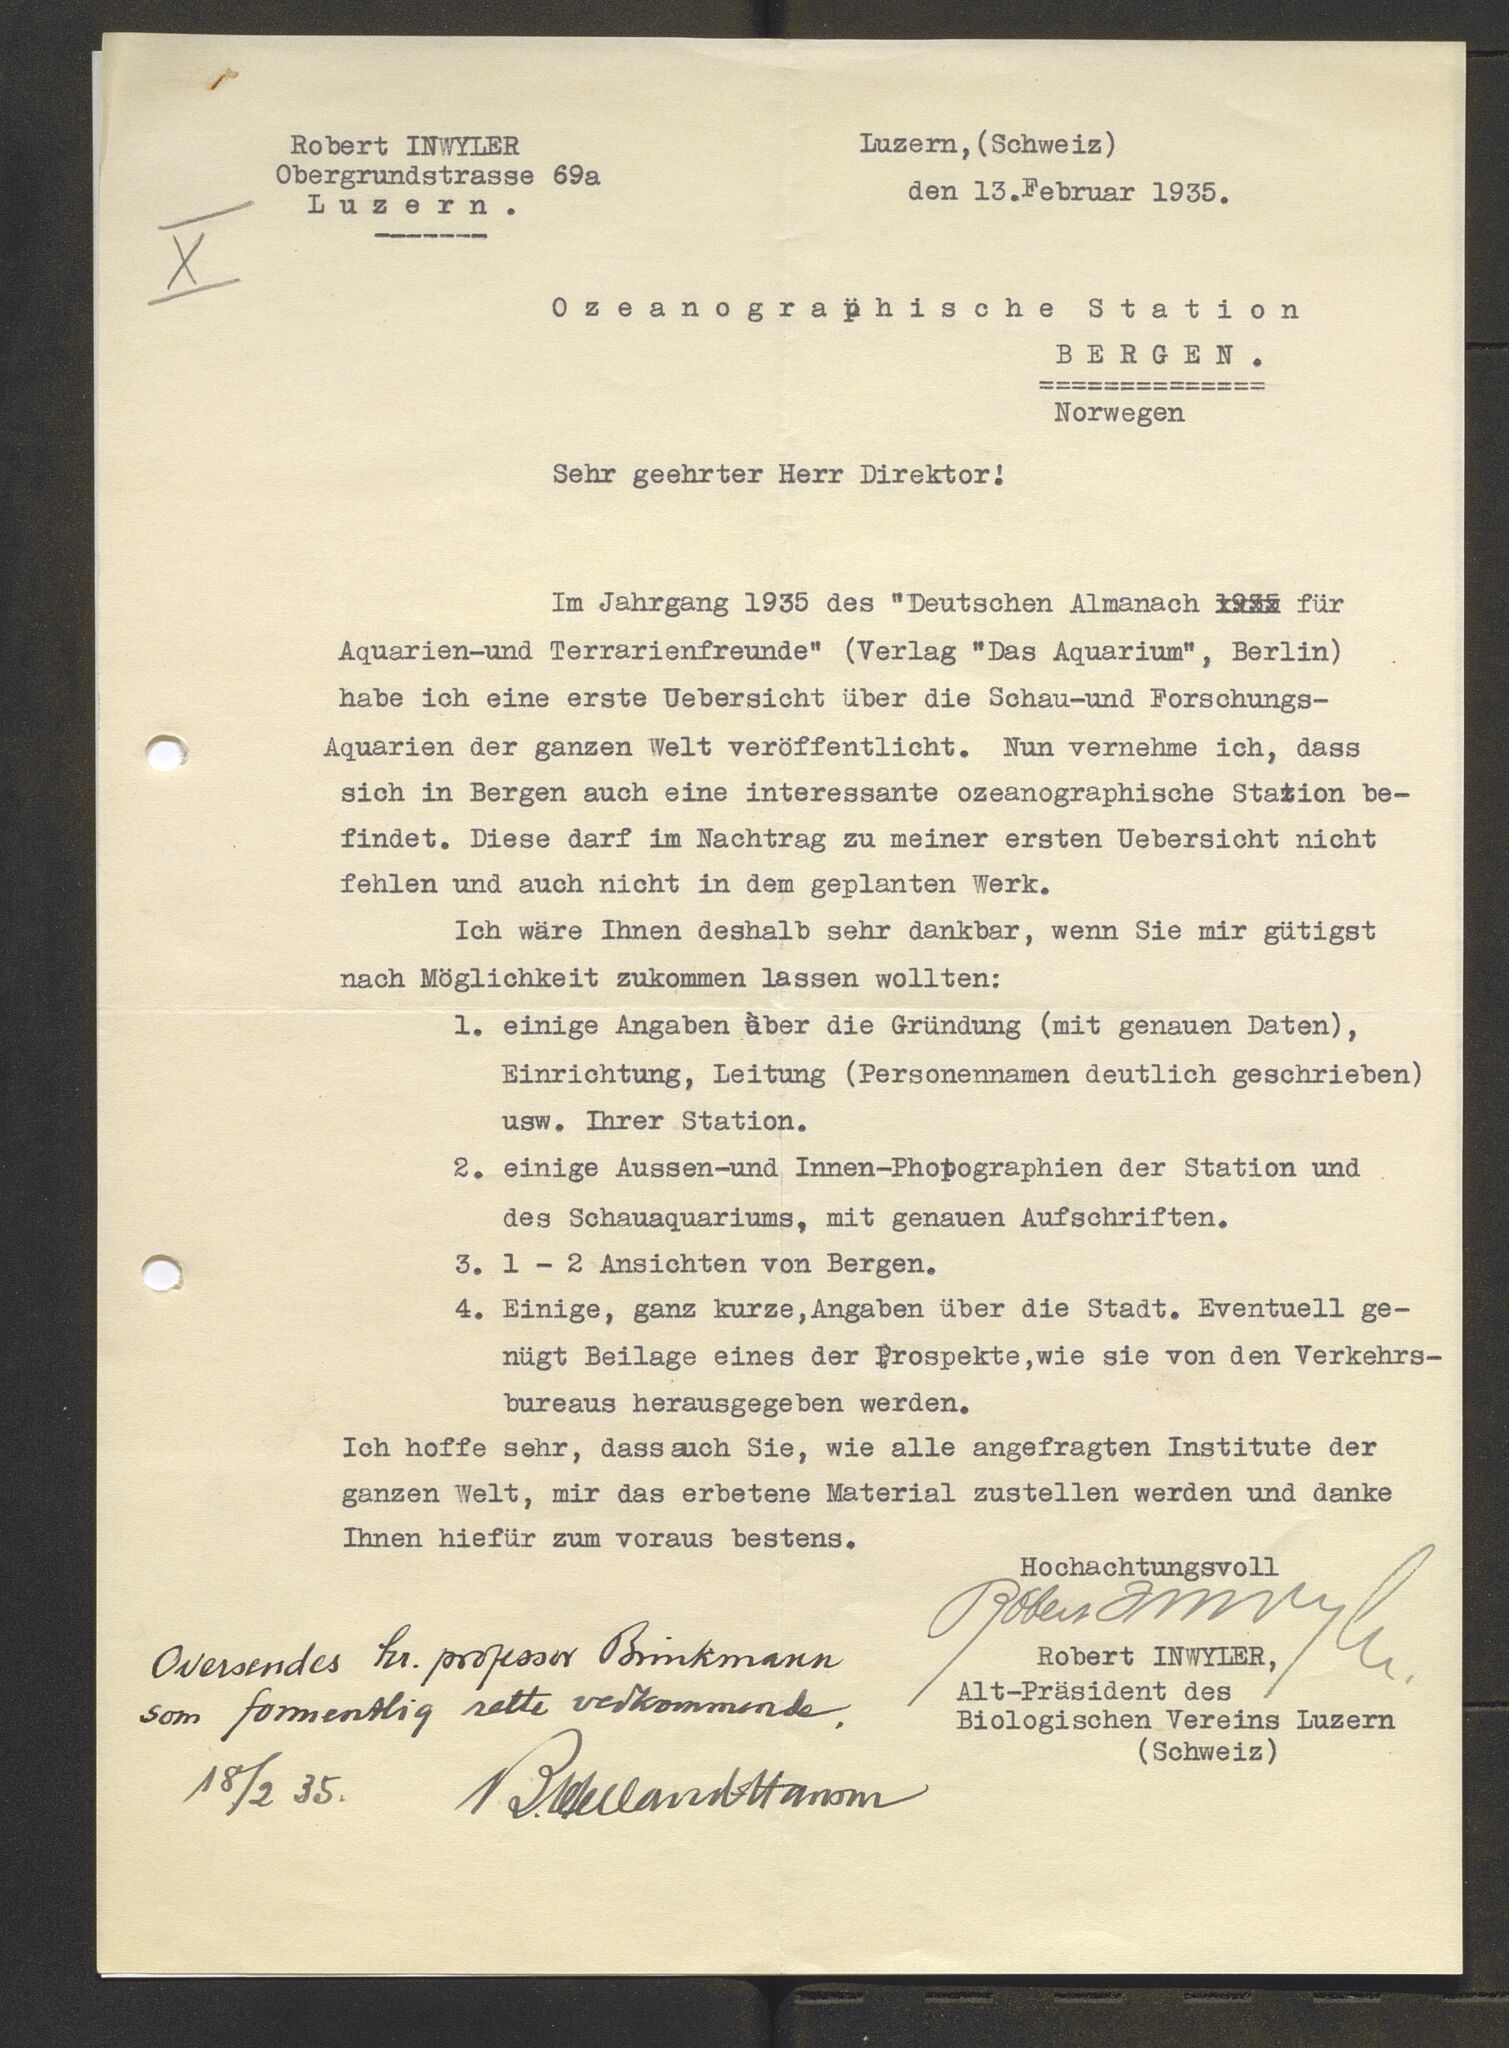 Robert INWYLER
Obergrundstrasse 69a
Luzern.
Luzern, (Schweiz)
den 13. Februar 1935.
X
Ozeanographische Station
BERGEN.
==============
Norwegen
Sehr geehrter Herr Direktor!
Im Jahrgang 1935 des "Deutschen Almanach 1935 für
Aquarien-und Terrarienfreunde" (Verlag "Das Aquarium", Berlin)
habe ich eine erste Uebersicht über die Schau-und Forschungs-
Aquarien der ganzen Welt veröffentlicht. Nun vernehme ich, dass
sich in Bergen auch eine interessante ozeanographische Station be-
findet. Diese darf im Nachtrag zu meiner ersten Uebersicht nicht
fehlen und auch nicht in dem geplanten Werk.
Ich wäre Ihnen deshalb sehr dankbar, wenn Sie mir gütigst
nach Möglichkeit zukommen lassen wollten:
1. einige Angaben über die Gründung (mit genauen Daten),
Einrichtung, Leitung (Personennamen deutlich geschrieben)
usw. Ihrer Station.
2. einige Aussen-und Innen-Photographien der Station und
des Schauaquariums, mit genauen Aufschriften.
3. 1 - 2 Ansichten von Bergen.
4. Einige, ganz kurze, Angaben über die Stadt. Eventuell ge-
nügt Beilage eines der Prospekte, wie sie von den Verkehrs-
bureaus herausgegeben werden.
Ich hoffe sehr, dass auch Sie, wie alle angefragten Institute der
ganzen Welt, mir das erbetene Material zustellen werden und danke
Ihnen hiefür zum voraus bestens.
Hochachtungsvoll
Robert Inwyler.
Robert INWYLER,
Alt-Präsident des
Biologischen Vereins Luzern
(Schweiz)
Oversendes hr. professor Brinkmann
som formentlig rette vedkommende.
18/2 35. B. Helland-Hansen